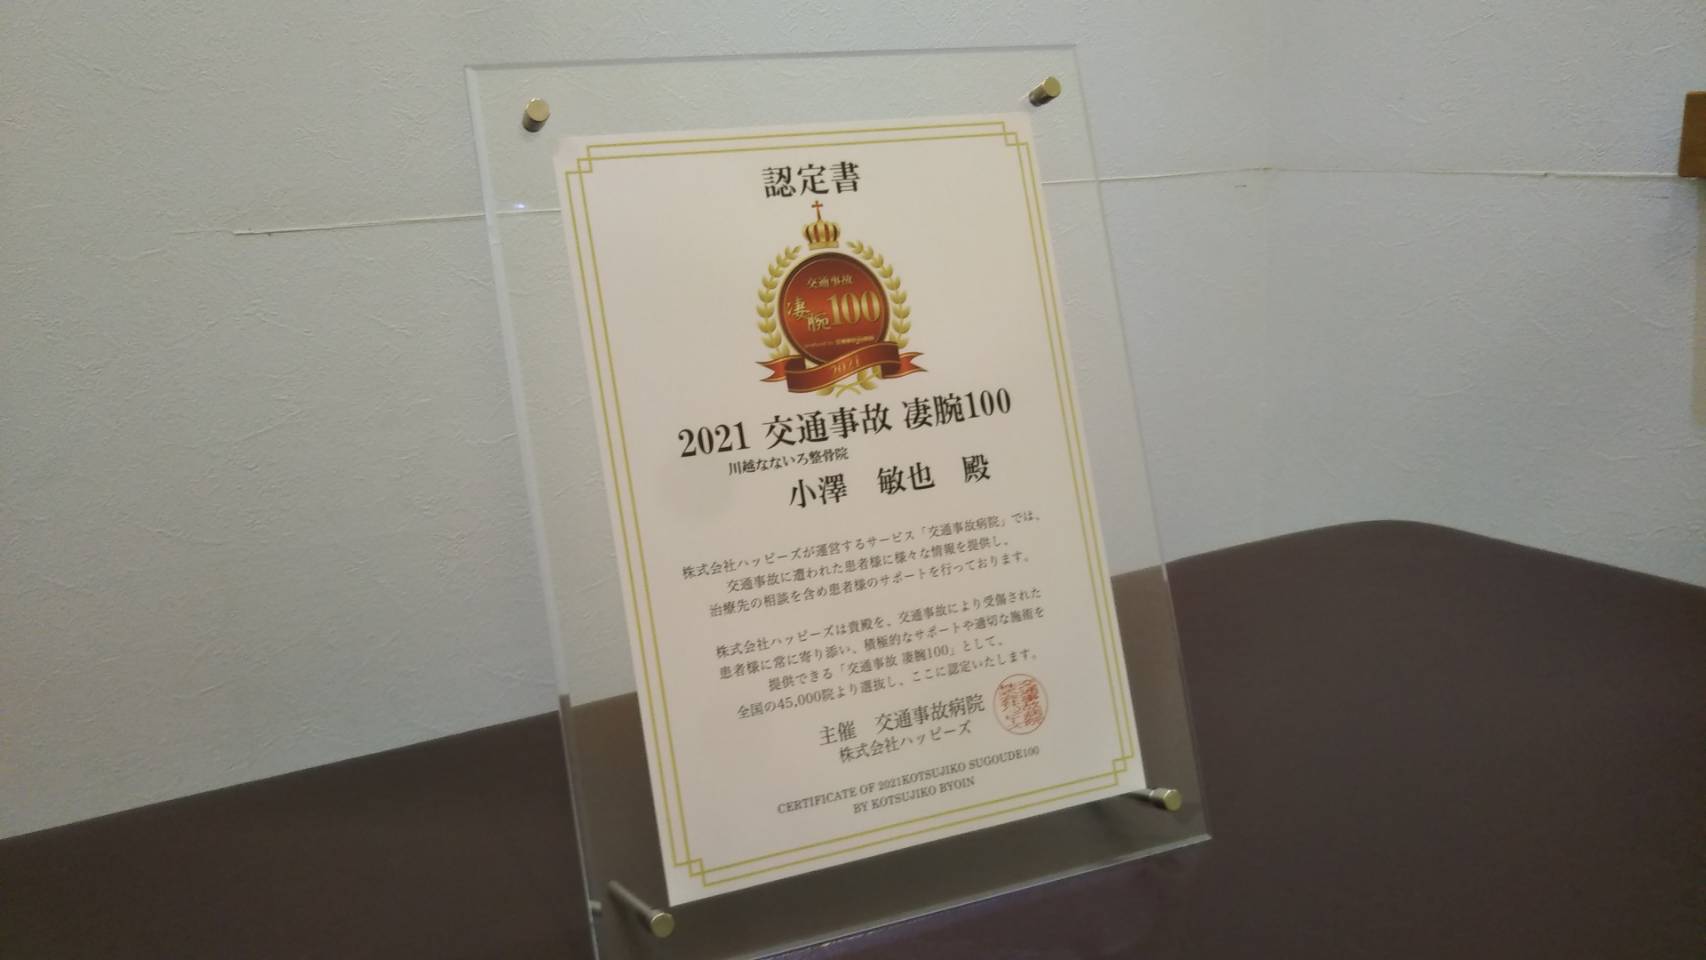 認定書
交通事故
凄腕100
2021
2021 交通事故 凄腕100
川越なないろ整骨院
小澤 敏也 殿
株式会社ハッピーズが運営するサービス「交通事故病院」では、
交通事故に遭われた患者様に様々な情報を提供し、
治療先の相談を含め患者様のサポートを行っております。
株式会社ハッピーズは貴殿を、交通事故により受傷された
患者様に常に寄り添い、積極的なサポートや適切な施術を
提供できる「交通事故 凄腕100」として、
全国の45,000院より選抜し、ここに認定いたします。
主催 交通事故病院
株式会社ハッピーズ
CERTIFICATE OF 2021KOTSUJIKO SUGOUDE100
BY KOTSUJIKO BYOIN